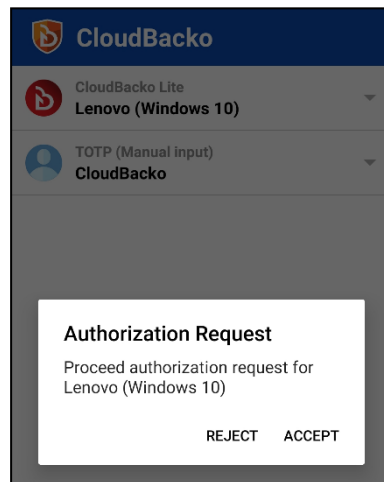 CloudBacko
CloudBacko Lite
Lenovo (Windows 10)
TOTP (Manual input)
CloudBacko
Authorization Request
Proceed authorization request for
Lenovo (Windows 10)
REJECT ACCEPT